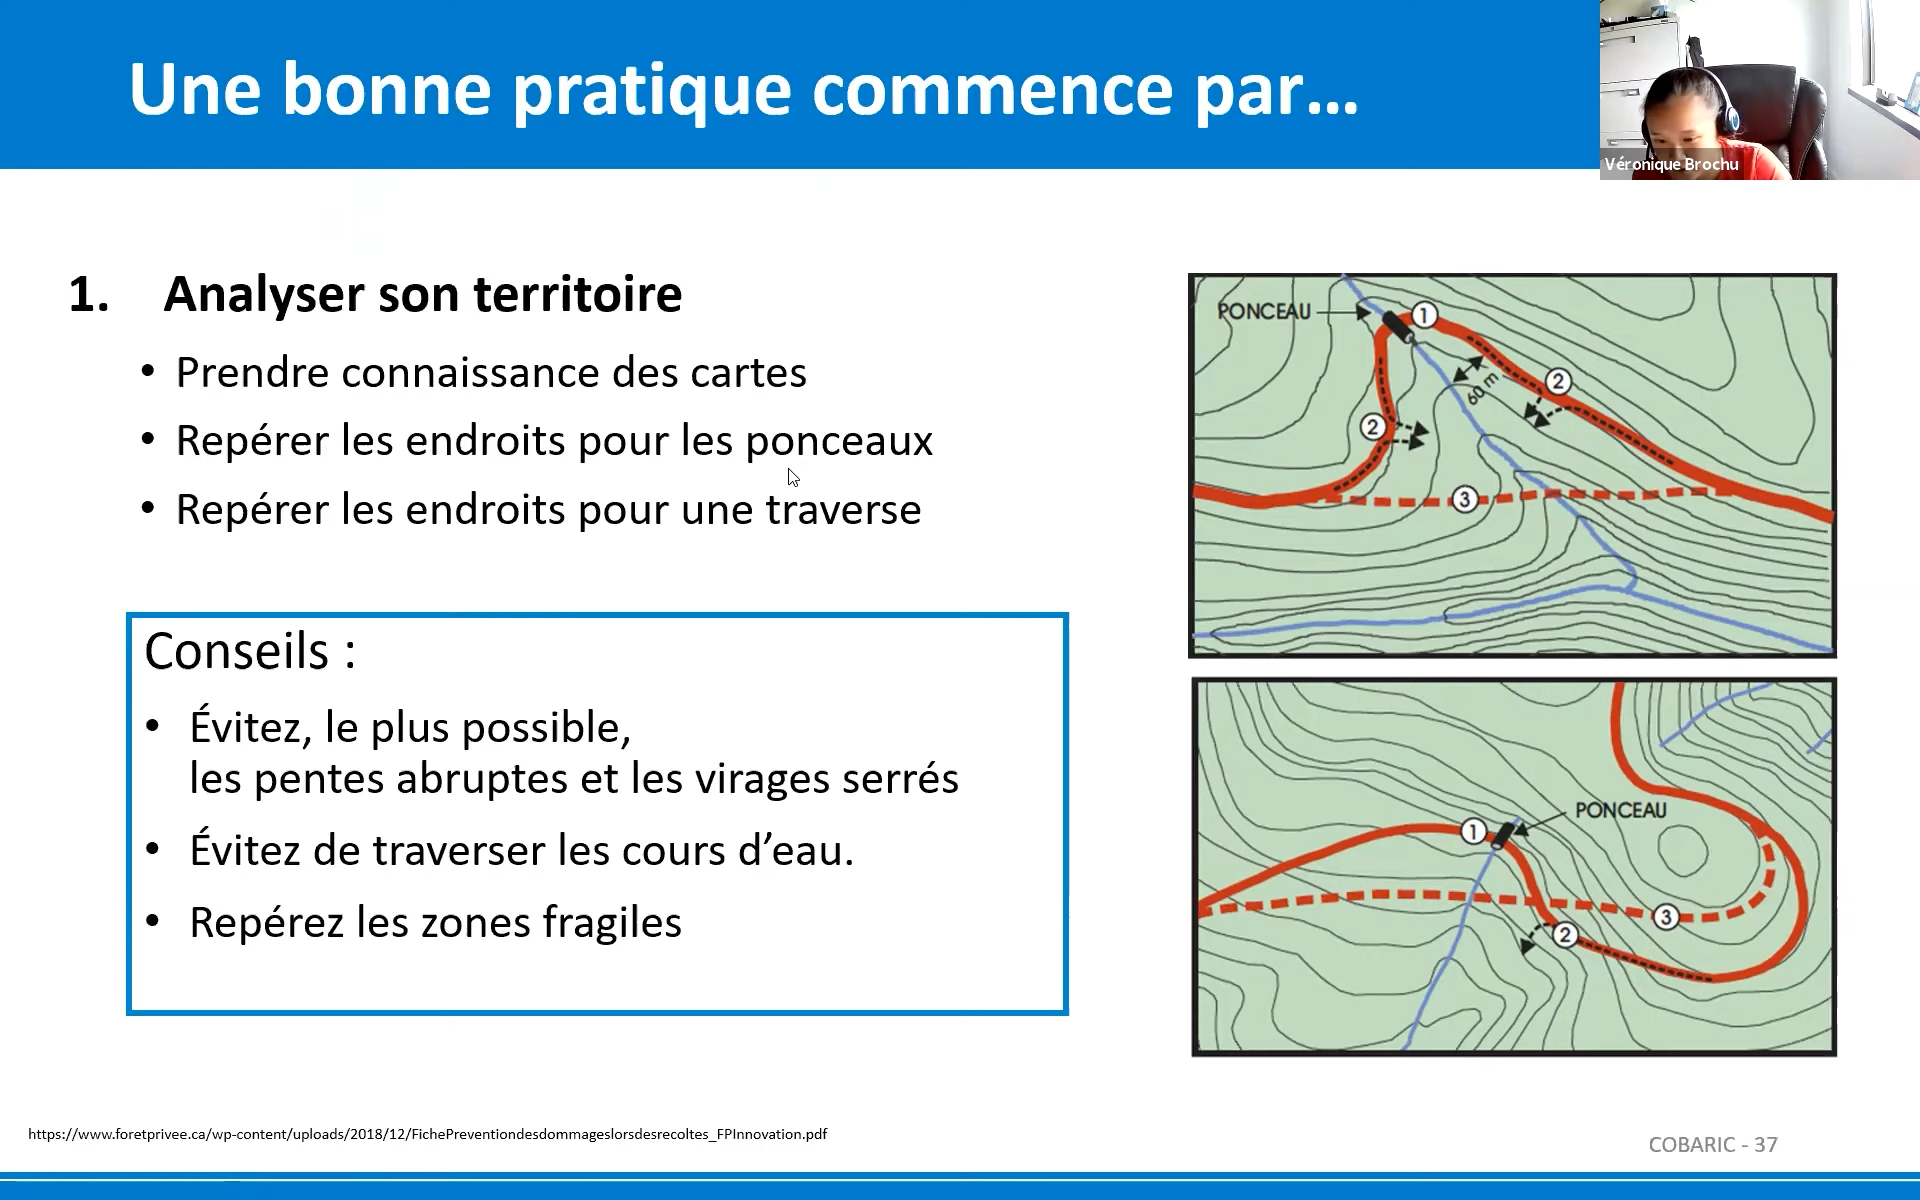 Une bonne pratique commence par…
Véronique Brochu
1. Analyser son territoire
• Prendre connaissance des cartes
• Repérer les endroits pour les ponceaux
• Repérer les endroits pour une traverse
Conseils :
• Évitez, le plus possible,
les pentes abruptes et les virages serrés
• Évitez de traverser les cours d’eau.
• Repérez les zones fragiles
PONCEAU
1
2
60 m
2
3
PONCEAU
1
3
2
https://www.foretprivee.ca/wp-content/uploads/2018/12/FichePreventiondesdommageslorsdesrecoltes_FPInnovation.pdf
COBARIC - 37